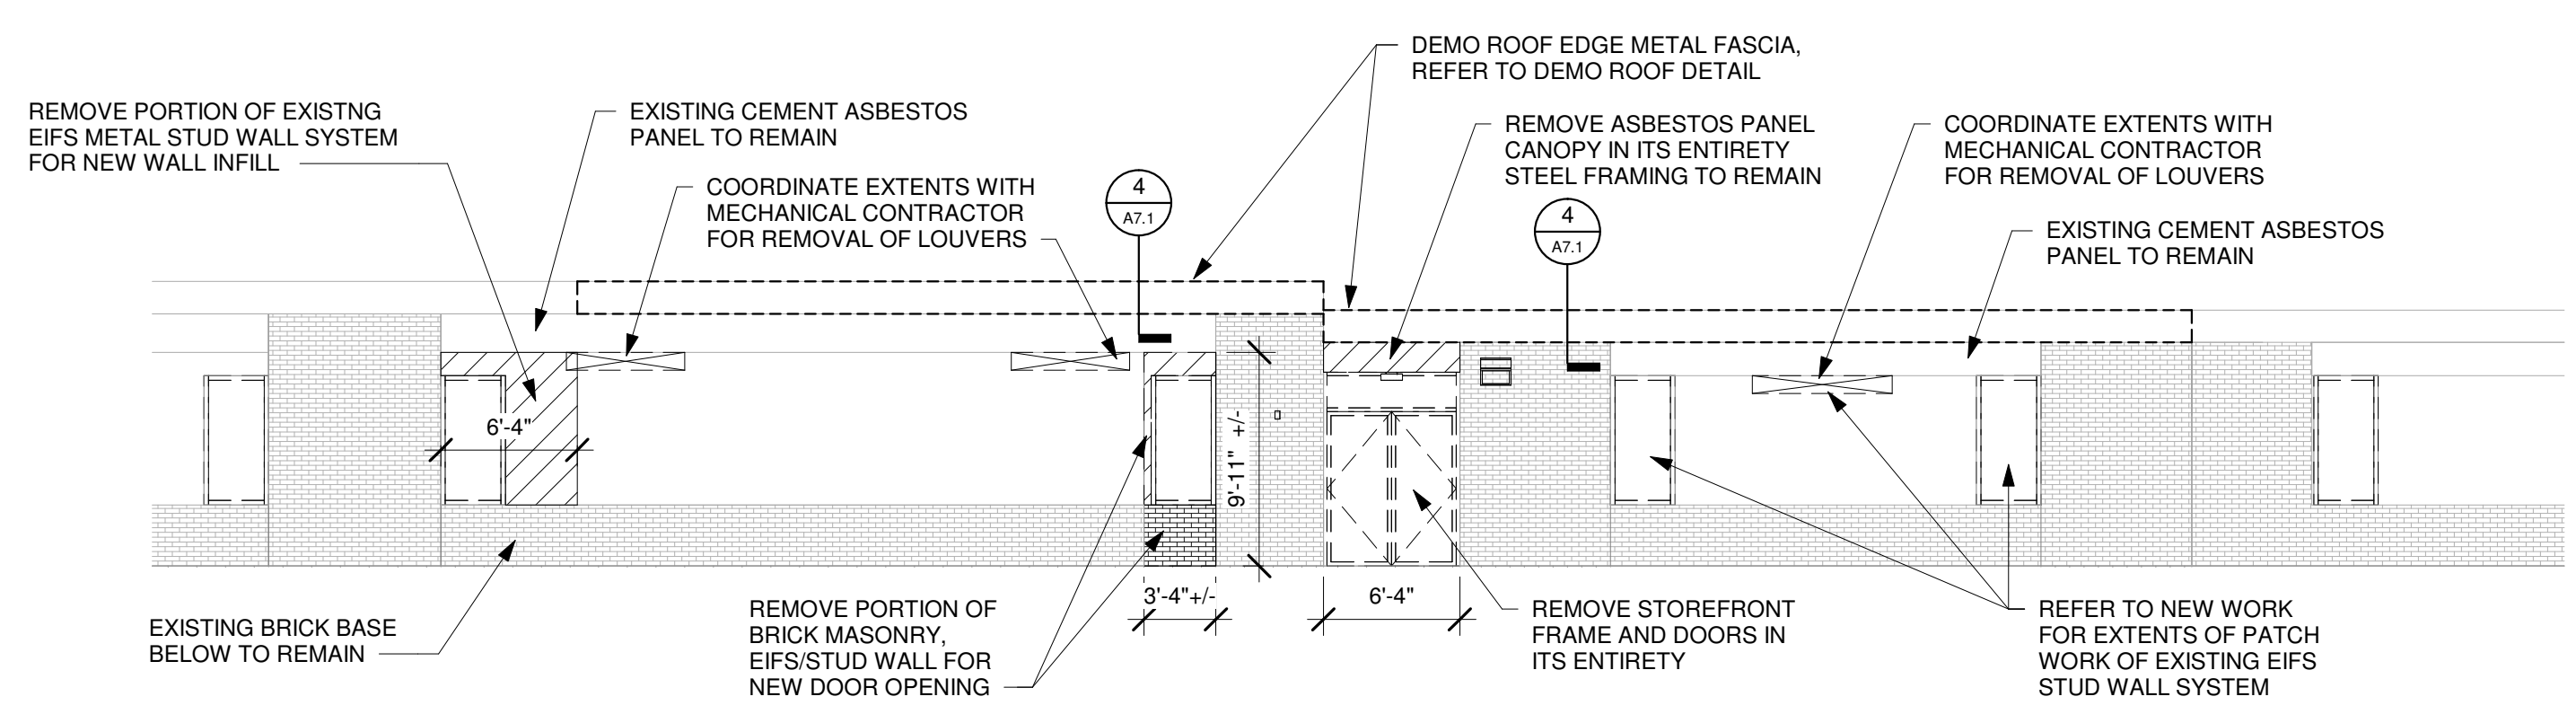 DEMO ROOF EDGE METAL FASCIA,
REFER TO DEMO ROOF DETAIL
REMOVE PORTION OF EXISTNG
EIFS METAL STUD WALL SYSTEM
FOR NEW WALL INFILL
EXISTING CEMENT ASBESTOS
PANEL TO REMAIN
COORDINATE EXTENTS WITH
MECHANICAL CONTRACTOR
FOR REMOVAL OF LOUVERS
4
A7.1
REMOVE ASBESTOS PANEL
CANOPY IN ITS ENTIRETY
STEEL FRAMING TO REMAIN
4
A7.1
COORDINATE EXTENTS WITH
MECHANICAL CONTRACTOR
FOR REMOVAL OF LOUVERS
EXISTING CEMENT ASBESTOS
PANEL TO REMAIN
6'-4"
9'-11" +/-
3'-4"+/-
6'-4"
EXISTING BRICK BASE
BELOW TO REMAIN
REMOVE PORTION OF
BRICK MASONRY,
EIFS/STUD WALL FOR
NEW DOOR OPENING
REMOVE STOREFRONT
FRAME AND DOORS IN
ITS ENTIRETY
REFER TO NEW WORK
FOR EXTENTS OF PATCH
WORK OF EXISTING EIFS
STUD WALL SYSTEM